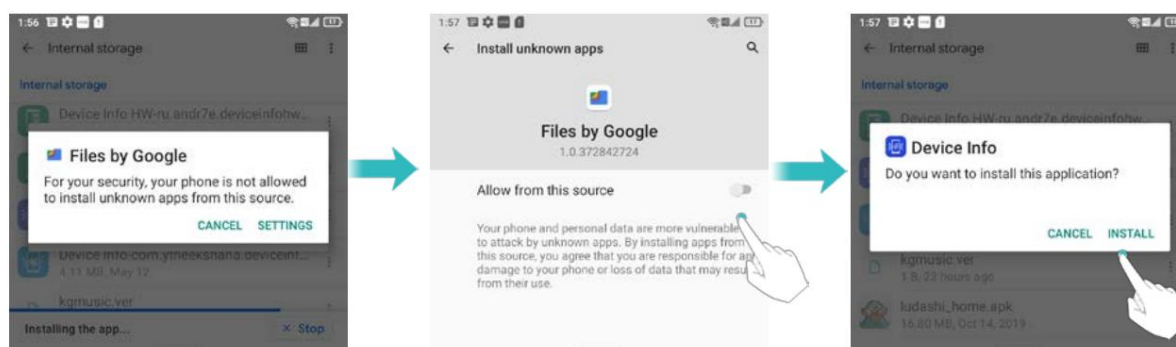 1:56
Internal storage
Internal storage
Device Info HW-ru.andr7e.deviceinfohw...
Files by Google
For your security, your phone is not allowed
to install unknown apps from this source.
CANCEL SETTINGS
Device Info-com.ytheekshana.deviceinf...
4.11 MB, May 12
kgmusic.ver
Installing the app... × Stop
1:57
Install unknown apps
Files by Google
1.0.372842724
Allow from this source
Your phone and personal data are more vulnerable
to attack by unknown apps. By installing apps from
this source, you agree that you are responsible for any
damage to your phone or loss of data that may resu
from their use.
1:57
Internal storage
Internal storage
Device Info HW-ru.andr7e.deviceinfohw...
Device Info
Do you want to install this application?
CANCEL INSTALL
kgmusic.ver
1 B, 22 hours ago
ludashi_home.apk
16.80 MB, Oct 14, 2019